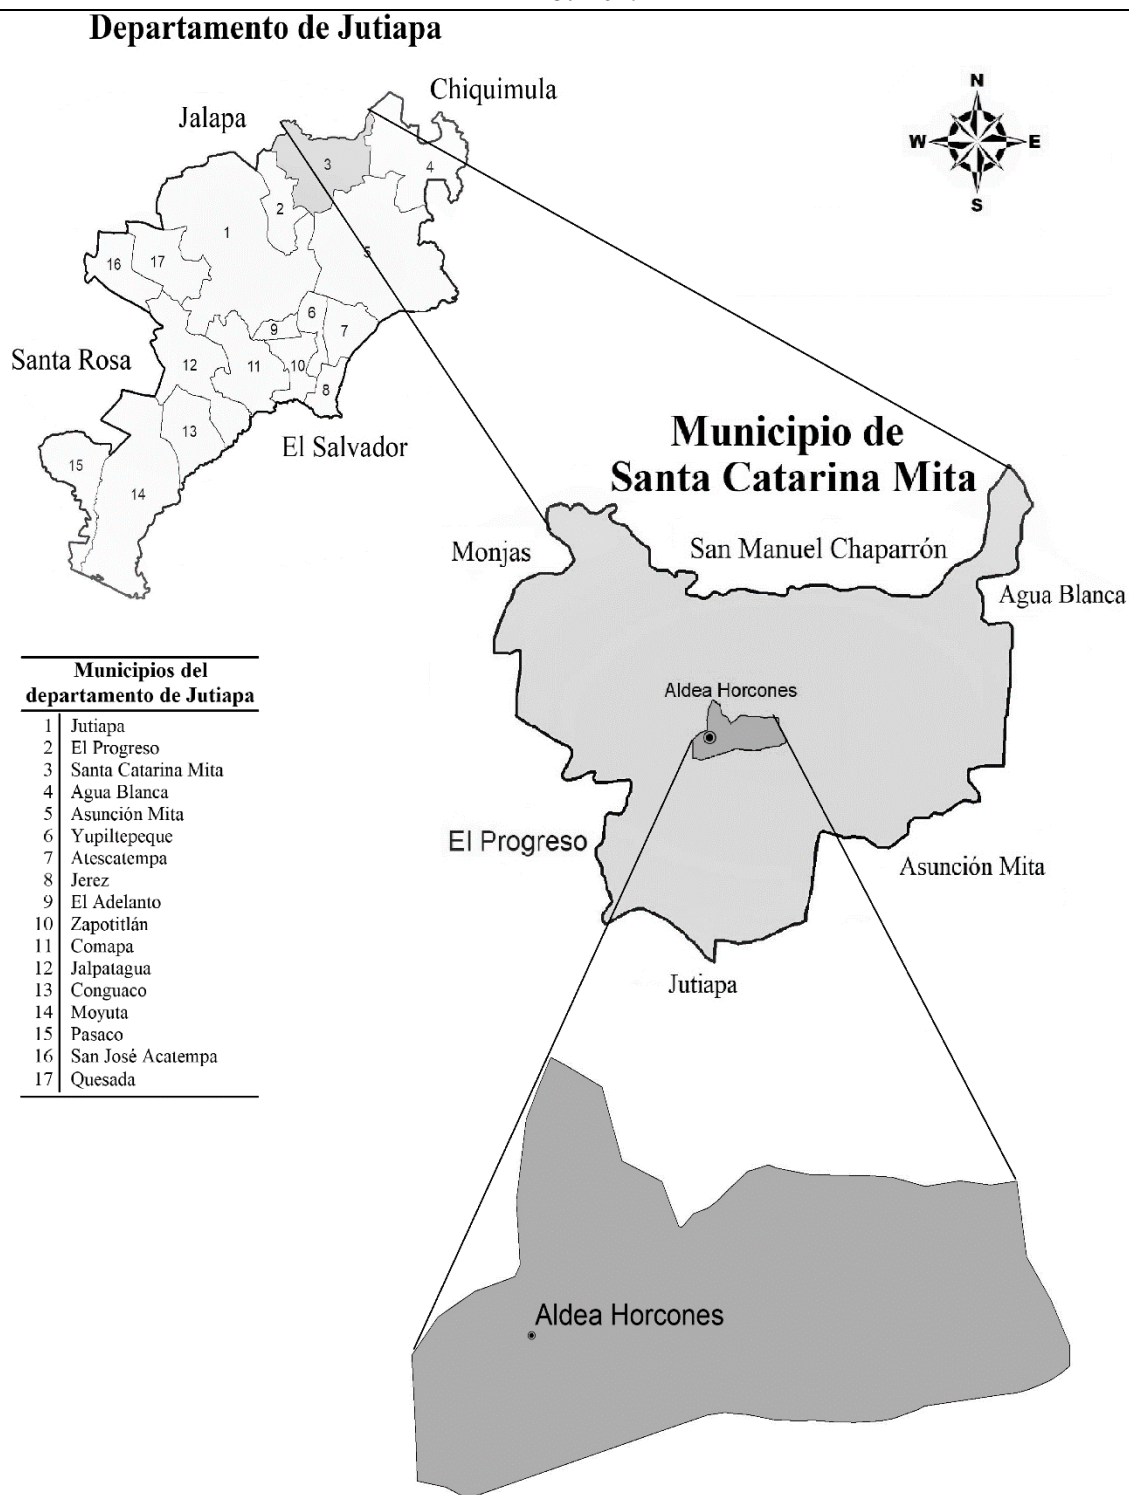 Departamento de Jutiapa
Chiquimula
Jalapa
N
W
E
S
3
4
2
1
5
16
17
6
9
7
Santa Rosa
12
11
10
8
13
El Salvador
15
14
Municipio de
Santa Catarina Mita
Monjas
San Manuel Chaparrón
Agua Blanca
Aldea Horcones
El Progreso
Asunción Mita
Jutiapa
Municipios del
departamento de Jutiapa
1 Jutiapa
2 El Progreso
3 Santa Catarina Mita
4 Agua Blanca
5 Asunción Mita
6 Yupiltepeque
7 Atescatempa
8 Jerez
9 El Adelanto
10 Zapotitlán
11 Comapa
12 Jalpatagua
13 Conguaco
14 Moyuta
15 Pasaco
16 San José Acatempa
17 Quesada
Aldea Horcones